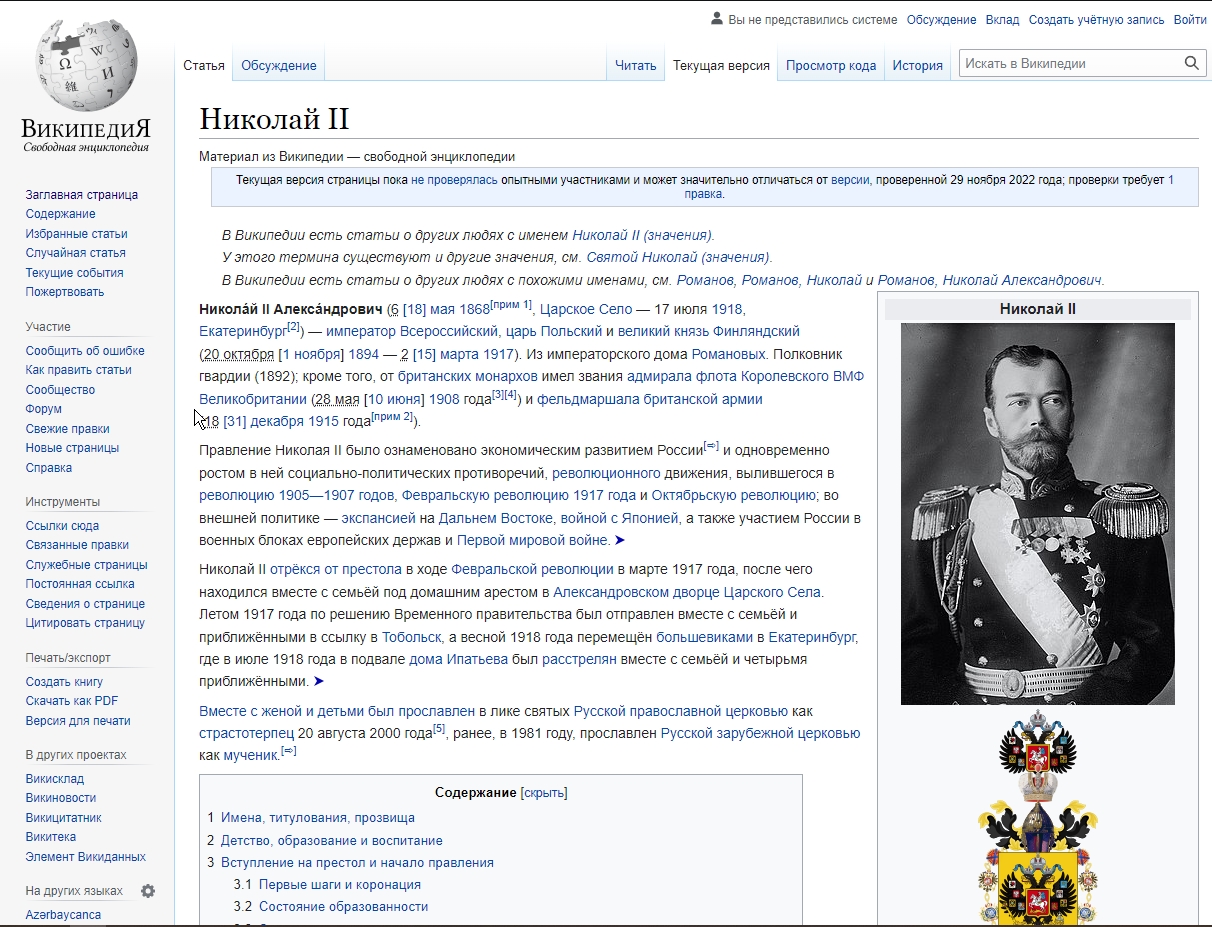 Вы не представились системе Обсуждение Вклад Создать учётную запись Войти
Статья Обсуждение Читать Текущая версия Просмотр кода История Искать в Википедии
ВикипедиЯ
Свободная энциклопедия
Заглавная страница
Содержание
Избранные статьи
Случайная статья
Текущие события
Пожертвовать
Участие
Сообщить об ошибке
Как править статьи
Сообщество
Форум
Свежие правки
Новые страницы
Справка
Инструменты
Ссылки сюда
Связанные правки
Служебные страницы
Постоянная ссылка
Сведения о странице
Цитировать страницу
Печать/экспорт
Создать книгу
Скачать как PDF
Версия для печати
В других проектах
Викисклад
Викиновости
Викицитатник
Викитека
Элемент Викиданных
На других языках
Azərbaycanca
Николай II
Материал из Википедии — свободной энциклопедии
Текущая версия страницы пока не проверялась опытными участниками и может значительно отличаться от версии, проверенной 29 ноября 2022 года; проверки требует 1
правка.
В Википедии есть статьи о других людях с именем Николай II (значения).
У этого термина существуют и другие значения, см. Святой Николай (значения).
В Википедии есть статьи о других людях с похожими именами, см. Романов, Романов, Николай и Романов, Николай Александрович.
Никола́й II Алекса́ндрович (6 [18] мая 1868[прим 1], Царское Село — 17 июля 1918,
Екатеринбург[2]) — император Всероссийский, царь Польский и великий князь Финляндский
(20 октября [1 ноября] 1894 — 2 [15] марта 1917). Из императорского дома Романовых. Полковник
гвардии (1892); кроме того, от британских монархов имел звания адмирала флота Королевского ВМФ
Великобритании (28 мая [10 июня] 1908 года[3][4]) и фельдмаршала британской армии
(18 [31] декабря 1915 года[прим 2]).
Правление Николая II было ознаменовано экономическим развитием России[⇨] и одновременно
ростом в ней социально-политических противоречий, революционного движения, вылившегося в
революцию 1905—1907 годов, Февральскую революцию 1917 года и Октябрьскую революцию; во
внешней политике — экспансией на Дальнем Востоке, войной с Японией, а также участием России в
военных блоках европейских держав и Первой мировой войне. ➤
Николай II отрёкся от престола в ходе Февральской революции в марте 1917 года, после чего
находился вместе с семьёй под домашним арестом в Александровском дворце Царского Села.
Летом 1917 года по решению Временного правительства был отправлен вместе с семьёй и
приближёнными в ссылку в Тобольск, а весной 1918 года перемещён большевиками в Екатеринбург,
где в июле 1918 года в подвале дома Ипатьева был расстрелян вместе с семьёй и четырьмя
приближёнными. ➤
Вместе с женой и детьми был прославлен в лике святых Русской православной церковью как
страстотерпец 20 августа 2000 года[5], ранее, в 1981 году, прославлен Русской зарубежной церковью
как мученик.[⇨]
Содержание [скрыть]
1 Имена, титулования, прозвища
2 Детство, образование и воспитание
3 Вступление на престол и начало правления
3.1 Первые шаги и коронация
3.2 Состояние образованности
Николай II